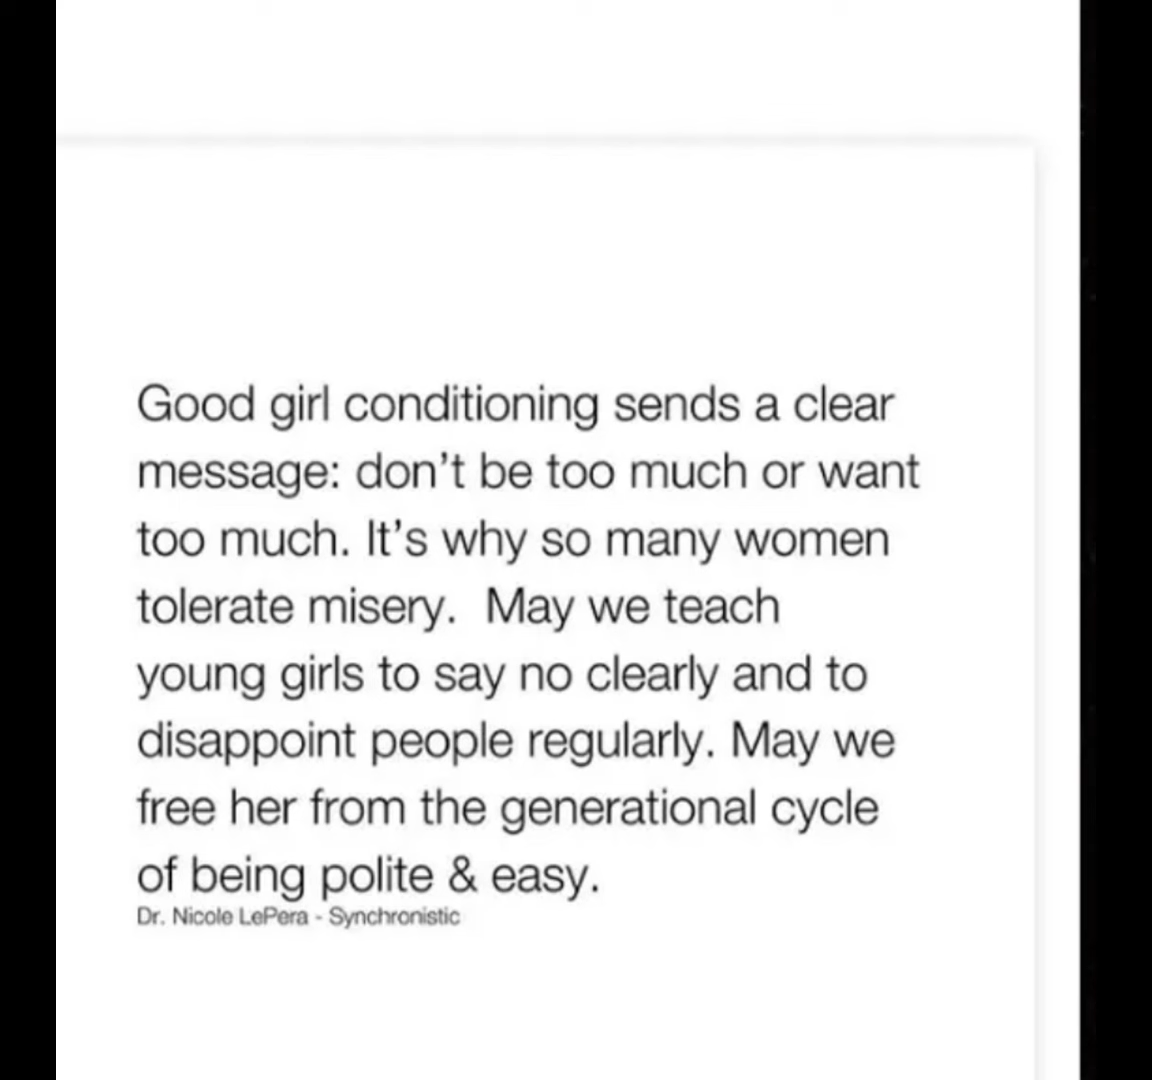 Good girl conditioning sends a clear
message: don’t be too much or want
too much. It’s why so many women
tolerate misery.  May we teach
young girls to say no clearly and to
disappoint people regularly. May we
free her from the generational cycle
of being polite & easy.
Dr. Nicole LePera - Synchronistic